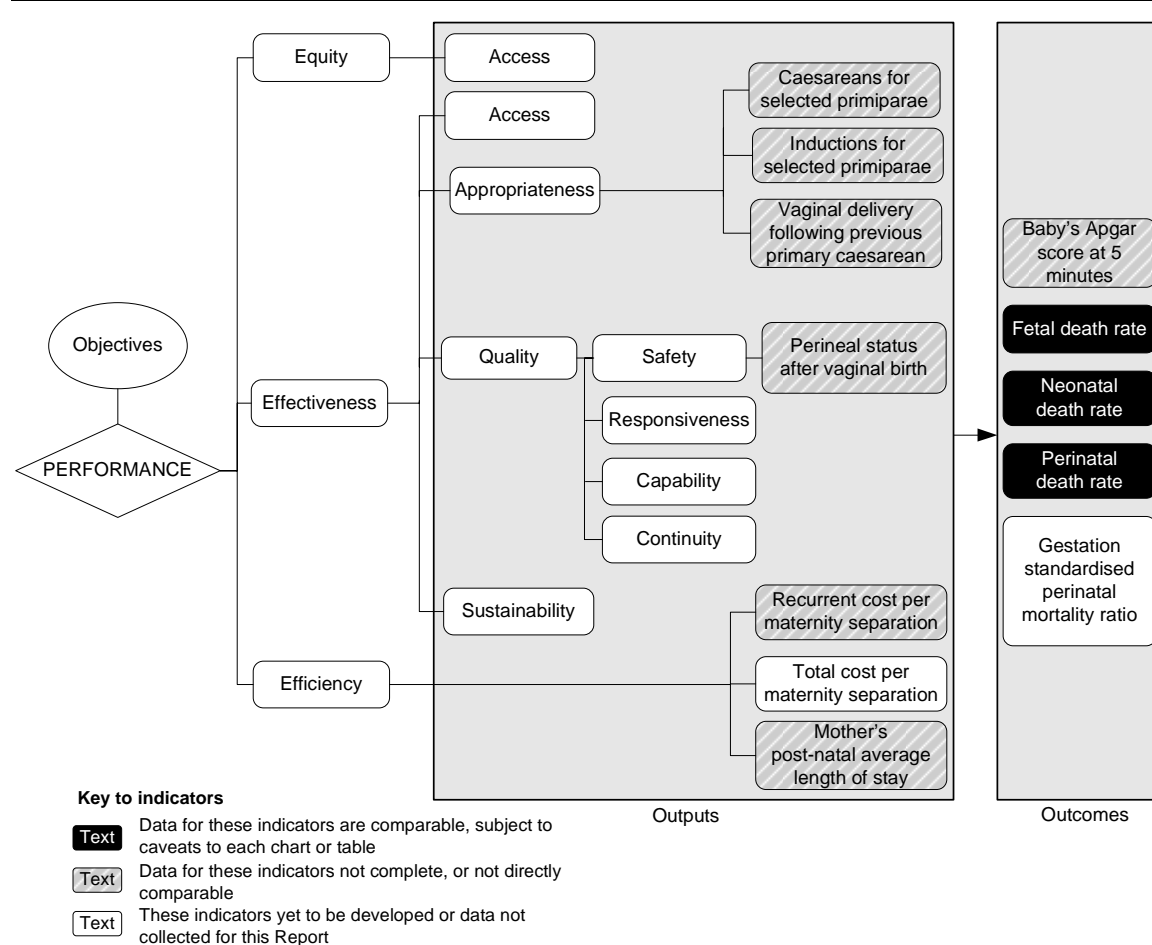 Equity
Access
Access
Caesareans for
selected primiparae
Inductions for
selected primiparae
Appropriateness
Vaginal delivery
following previous
primary caesarean
Baby's Apgar
score at 5
minutes
Objectives
Fetal death rate
Quality
Safety
Perineal status
after vaginal birth
Effectiveness
Responsiveness
Neonatal
death rate
PERFORMANCE
Capability
Perinatal
death rate
Continuity
Gestation
standardised
perinatal
mortality ratio
Sustainability
Recurrent cost per
maternity separation
Efficiency
Total cost per
maternity separation
Mother's
post-natal average
length of stay
Outputs
Outcomes
Key to indicators
Text
Data for these indicators are comparable, subject to
caveats to each chart or table
Text
Data for these indicators not complete, or not directly
comparable
Text
These indicators yet to be developed or data not
collected for this Report